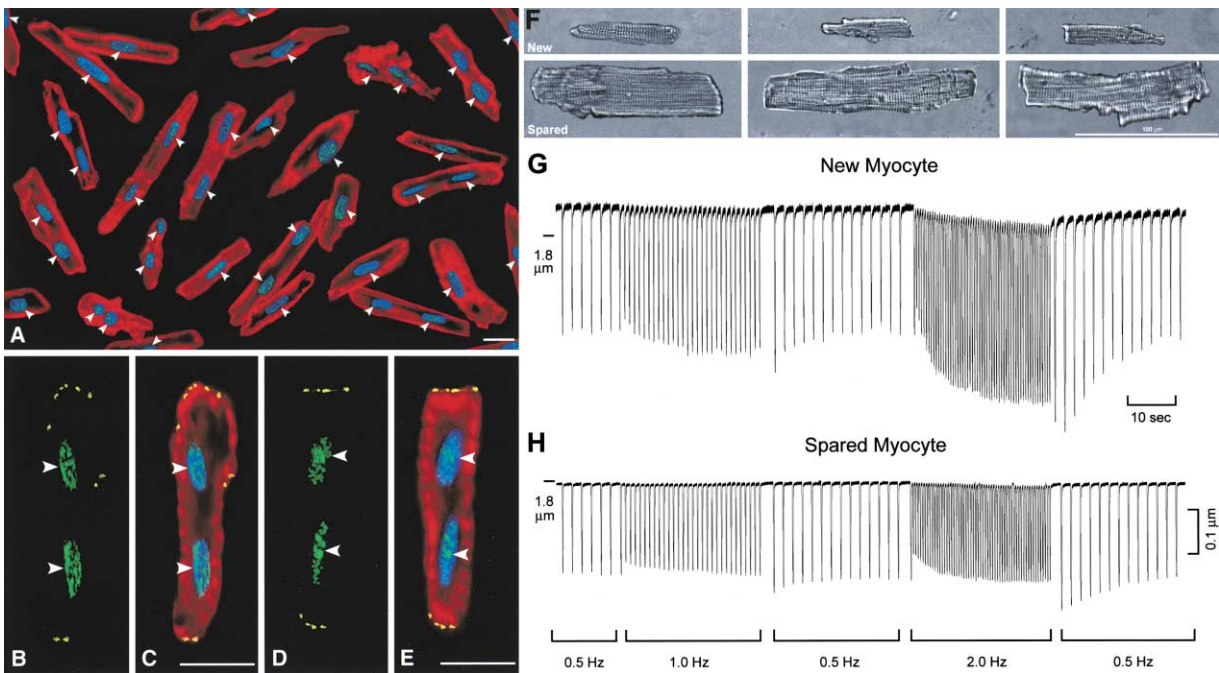 A
B
C
D
E
F
New
Spared
100 µm
G
New Myocyte
1.8
µm
10 sec
H
Spared Myocyte
1.8
µm
0.1 µm
0.5 Hz 1.0 Hz 0.5 Hz 2.0 Hz 0.5 Hz